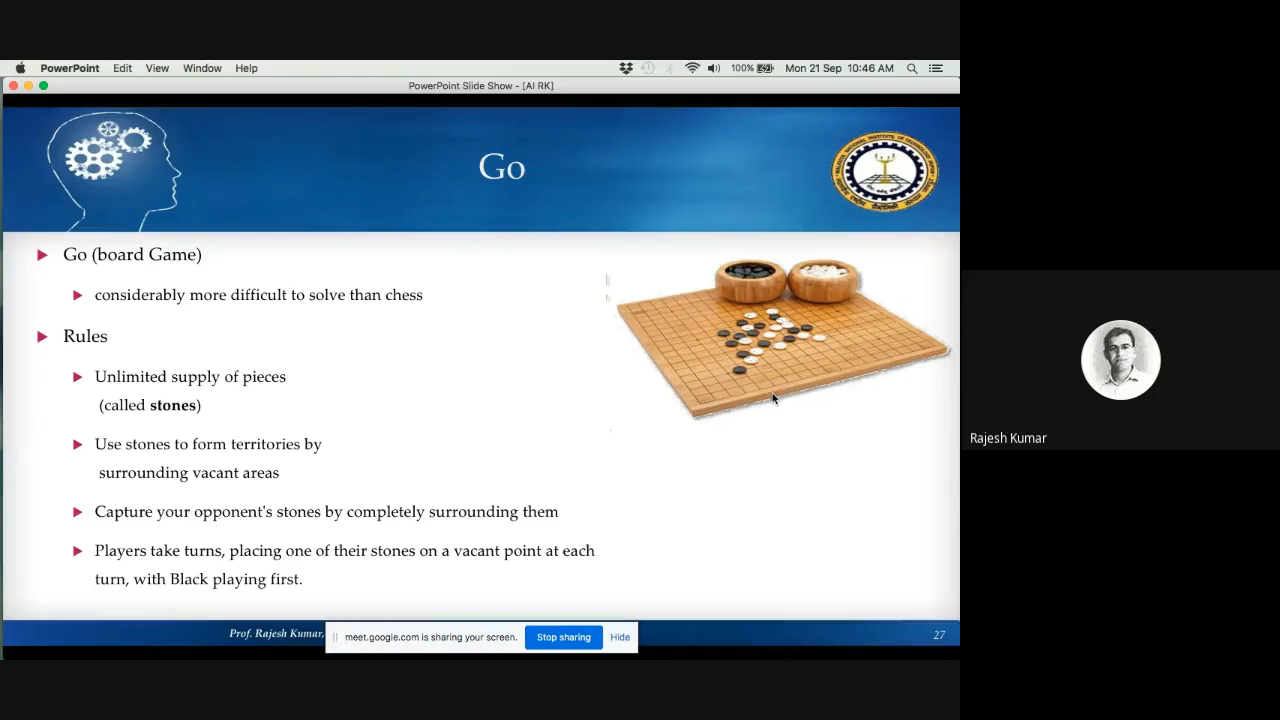 PowerPoint Edit View Window Help 100% Mon 21 Sep 10:46 AM
PowerPoint Slide Show - [AI RK]
Go
Go (board Game)
considerably more difficult to solve than chess
Rules
Unlimited supply of pieces
(called stones)
Use stones to form territories by
surrounding vacant areas
Capture your opponent's stones by completely surrounding them
Players take turns, placing one of their stones on a vacant point at each
turn, with Black playing first.
Rajesh Kumar
Prof. Rajesh Kumar,
meet.google.com is sharing your screen. Stop sharing Hide
27